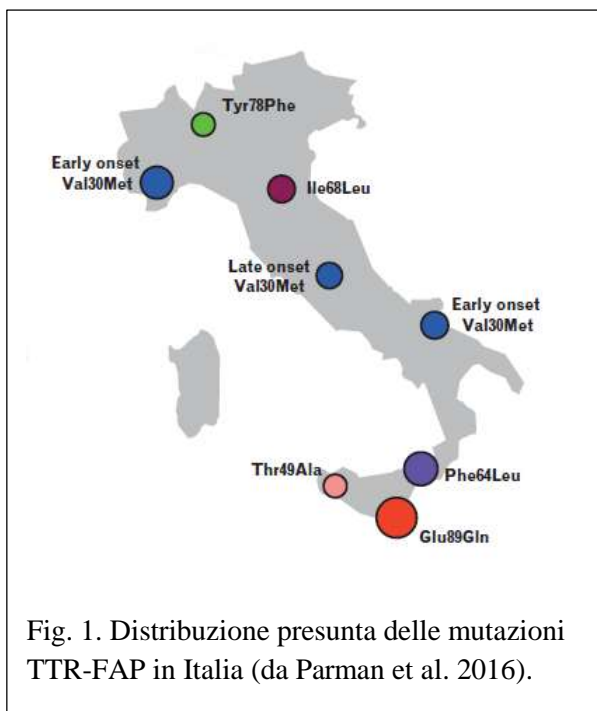 Tyr78Phe
Early onset
Val30Met
Ile68Leu
Late onset
Val30Met
Early onset
Val30Met
Thr49Ala
Phe64Leu
Glu89Gln
Fig. 1. Distribuzione presunta delle mutazioni
TTR-FAP in Italia (da Parman et al. 2016).